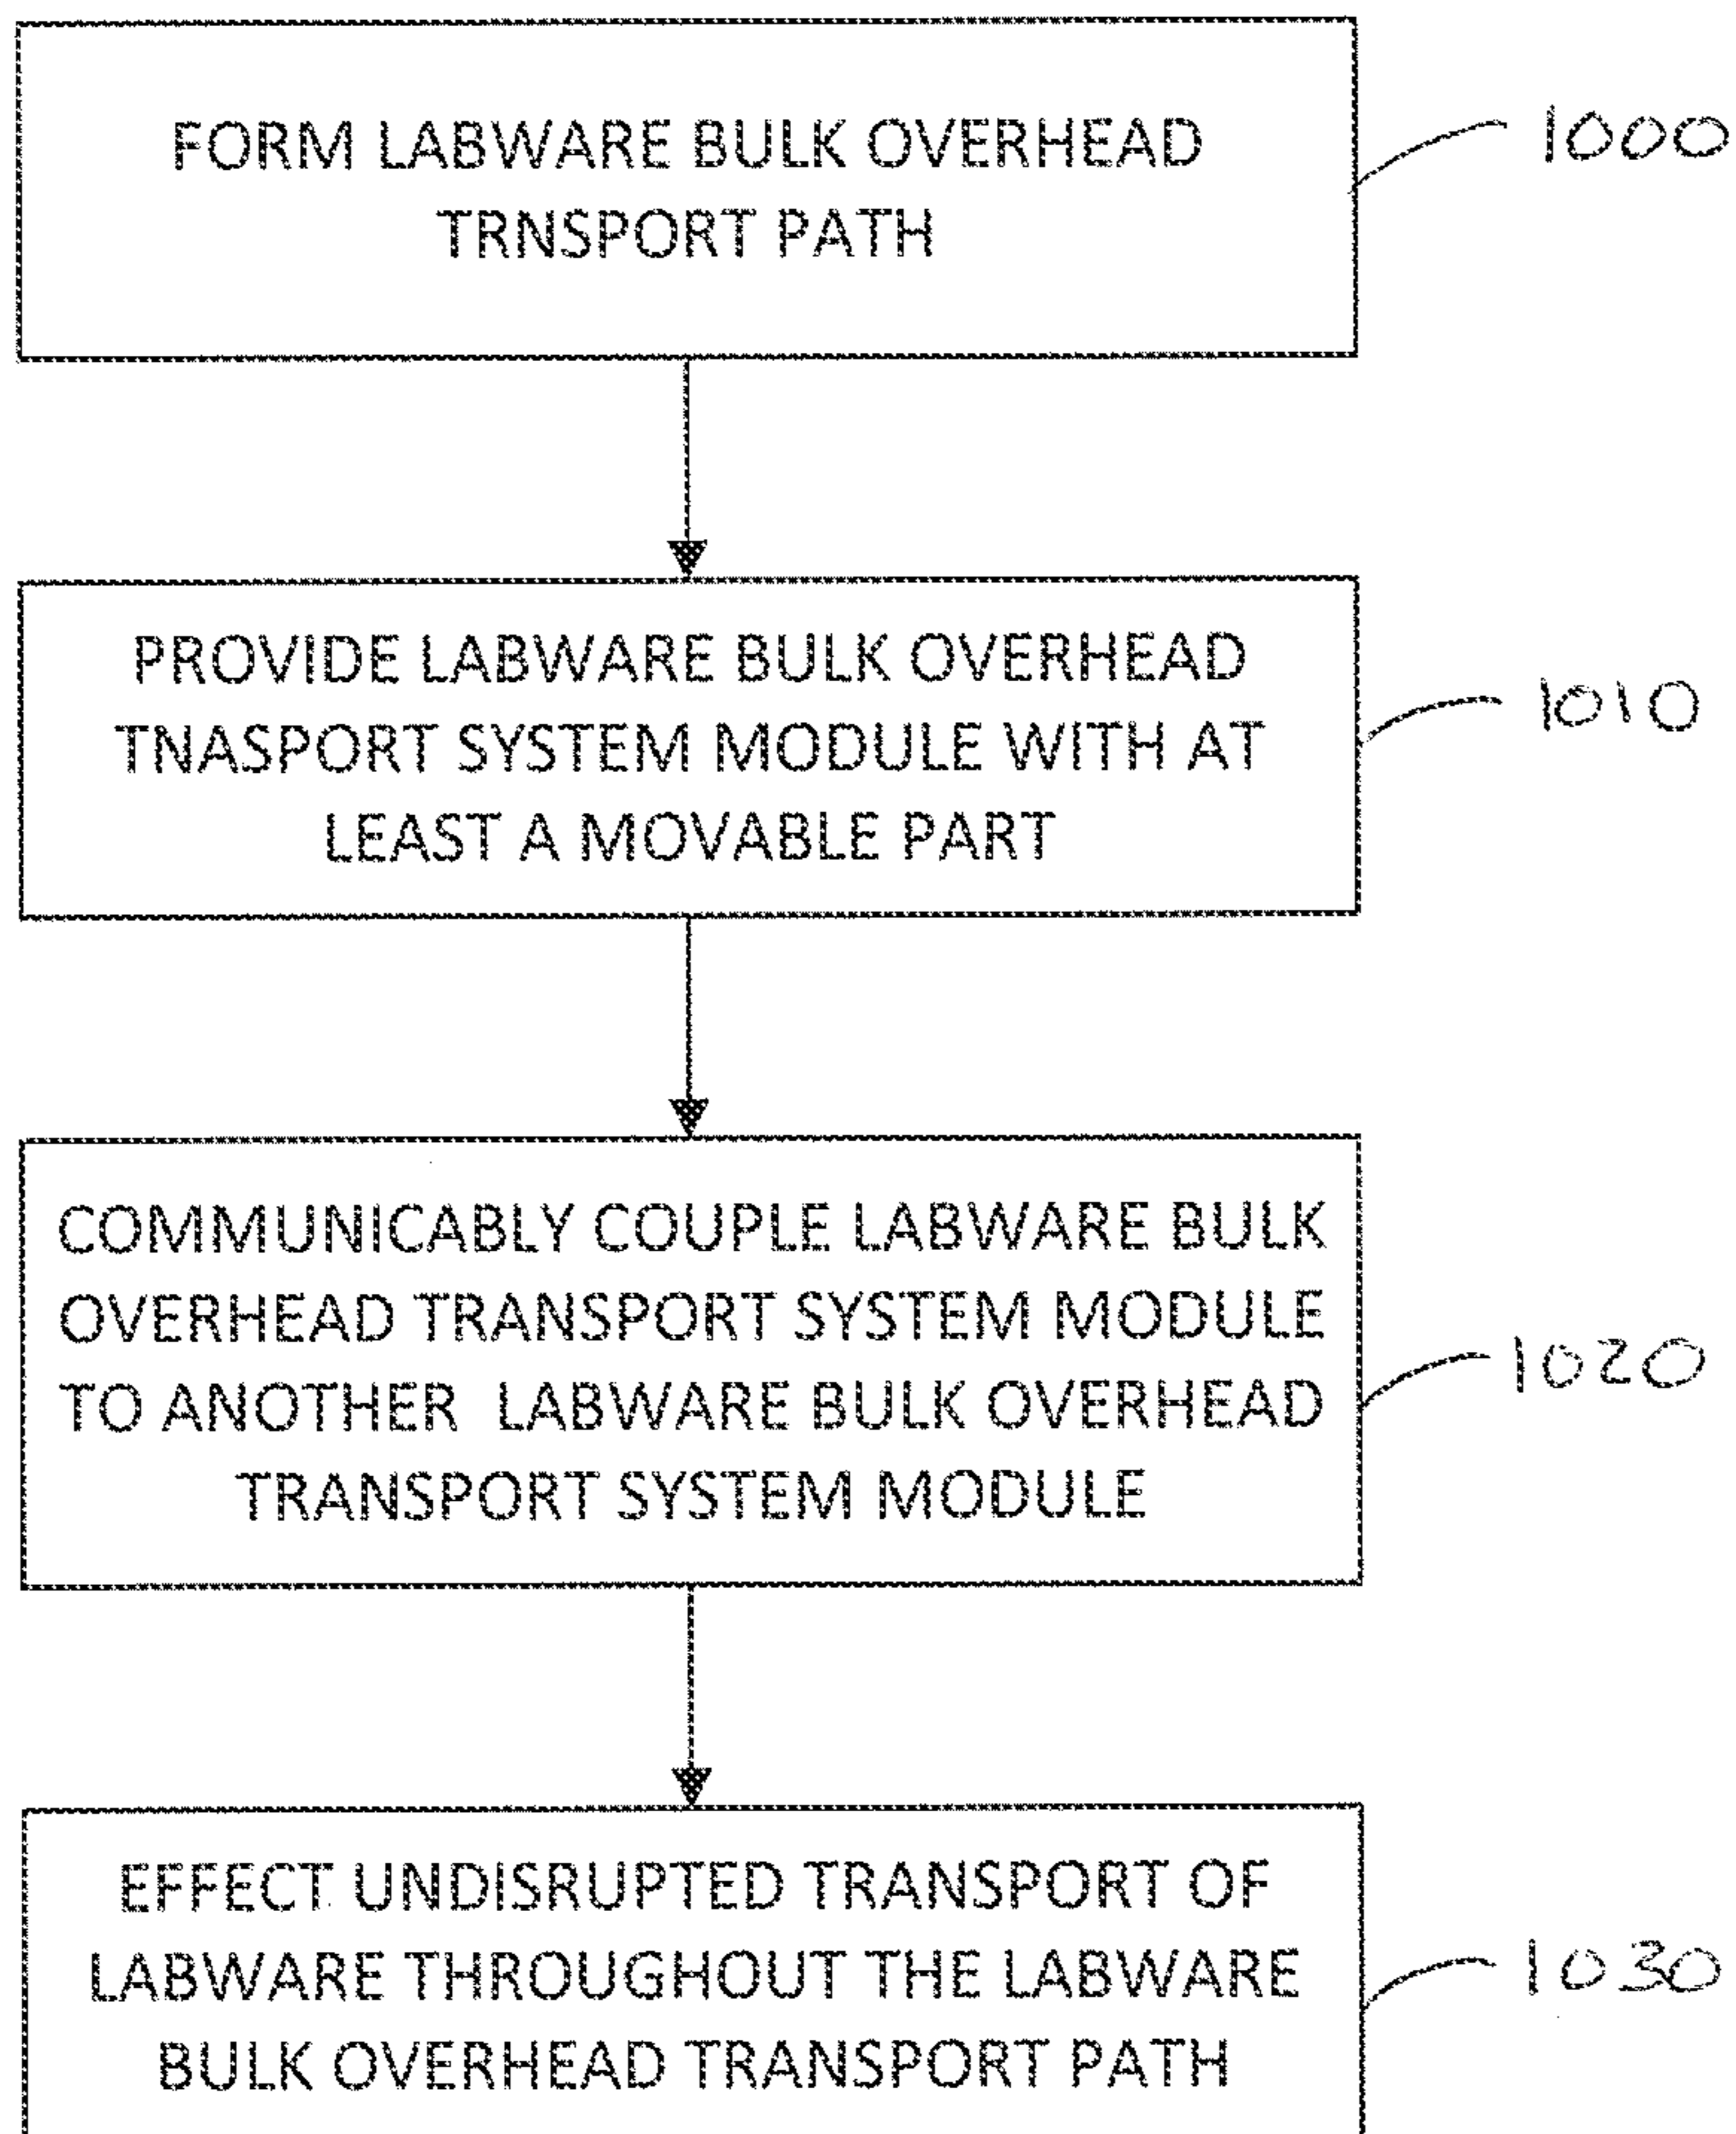 FORM LABWARE BULK OVERHEAD
TRNSPORT PATH
1000
PROVIDE LABWARE BULK OVERHEAD
TNASPORT SYSTEM MODULE WITH AT
LEAST A MOVABLE PART
1010
COMMUNICABLY COUPLE LABWARE BULK
OVERHEAD TRANSPORT SYSTEM MODULE
TO ANOTHER LABWARE BULK OVERHEAD
TRANSPORT SYSTEM MODULE
1020
EFFECT UNDISRUPTED TRANSPORT OF
LABWARE THROUGHOUT THE LABWARE
BULK OVERHEAD TRANSPORT PATH
1030